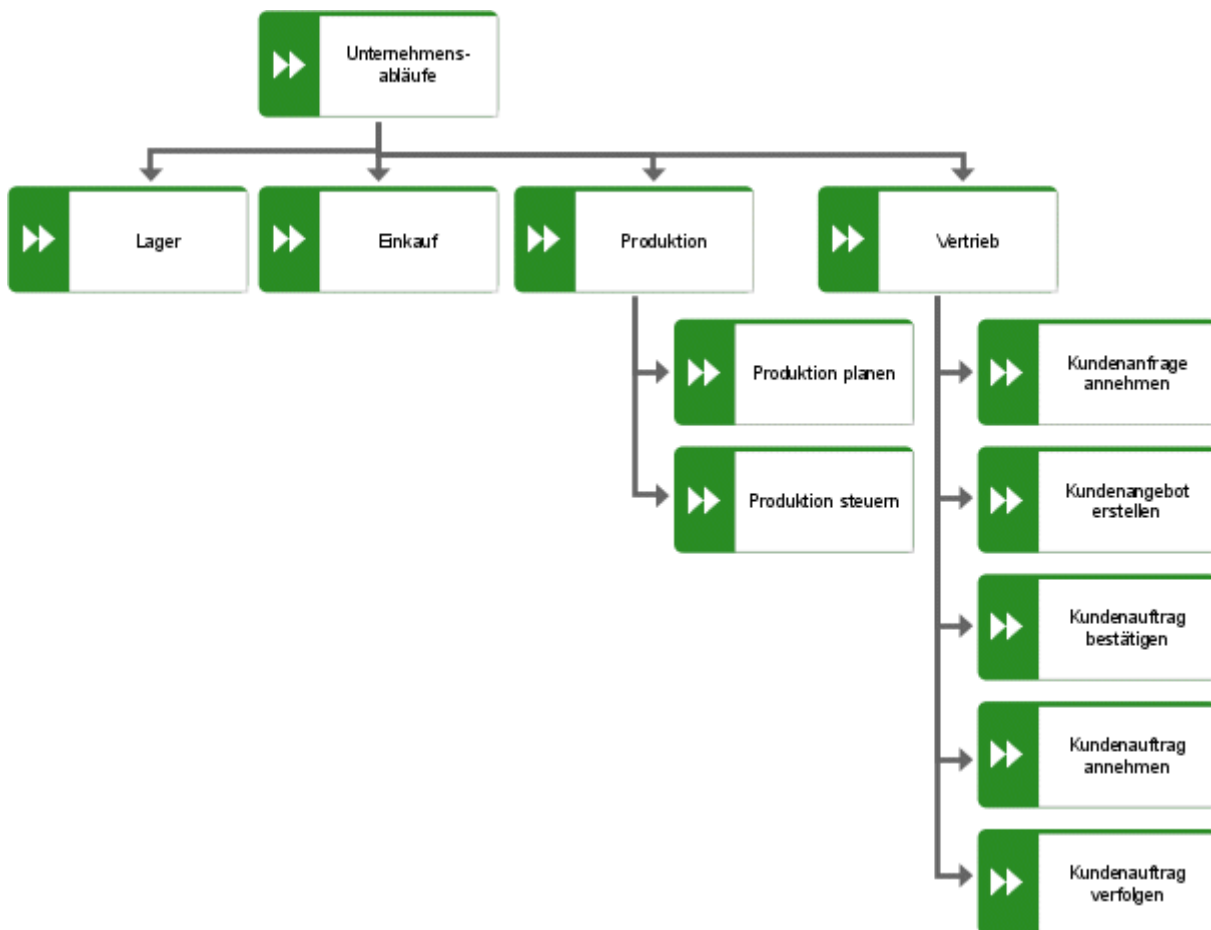 Unternehmens-
abläufe
Lager
Einkauf
Produktion
Vertrieb
Produktion planen
Kundenanfrage
annehmen
Produktion steuern
Kundenangebot
erstellen
Kundenauftrag
bestätigen
Kundenauftrag
annehmen
Kundenauftrag
verfolgen